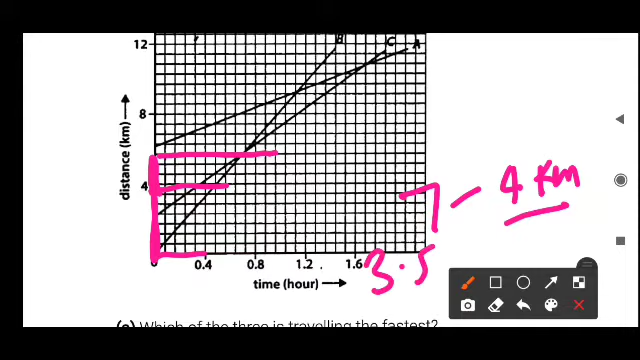 12
B
C
A
8
distance (km)
4
7 - 4 km
0
0.4
0.8
1.2
1.6
3.5
time (hour)
(c) Which of the three is travelling the fastest?